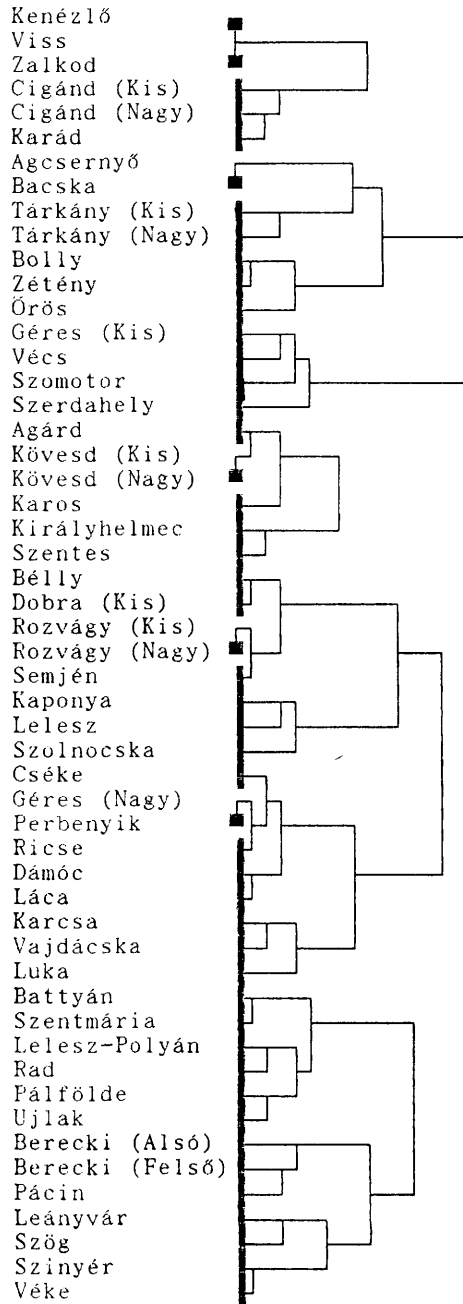 Kenézlő
Viss
Zalkod
Cigánd (Kis)
Cigánd (Nagy)
Karád
Agcsernyő
Bacska
Tárkány (Kis)
Tárkány (Nagy)
Bolly
Zétény
Őrös
Géres (Kis)
Vécs
Szomotor
Szerdahely
Agárd
Kövesd (Kis)
Kövesd (Nagy)
Karos
Királyhelmec
Szentes
Bélly
Dobra (Kis)
Rozvágy (Kis)
Rozvágy (Nagy)
Semjén
Kaponya
Lelesz
Szolnocska
Cséke
Géres (Nagy)
Perbenyik
Ricse
Dámóc
Láca
Karcsa
Vajdácska
Luka
Battyán
Szentmária
Lelesz-Polyán
Rad
Pálfölde
Ujlak
Berecki (Alsó)
Berecki (Felső)
Pácin
Leányvár
Szög
Szinyér
Véke